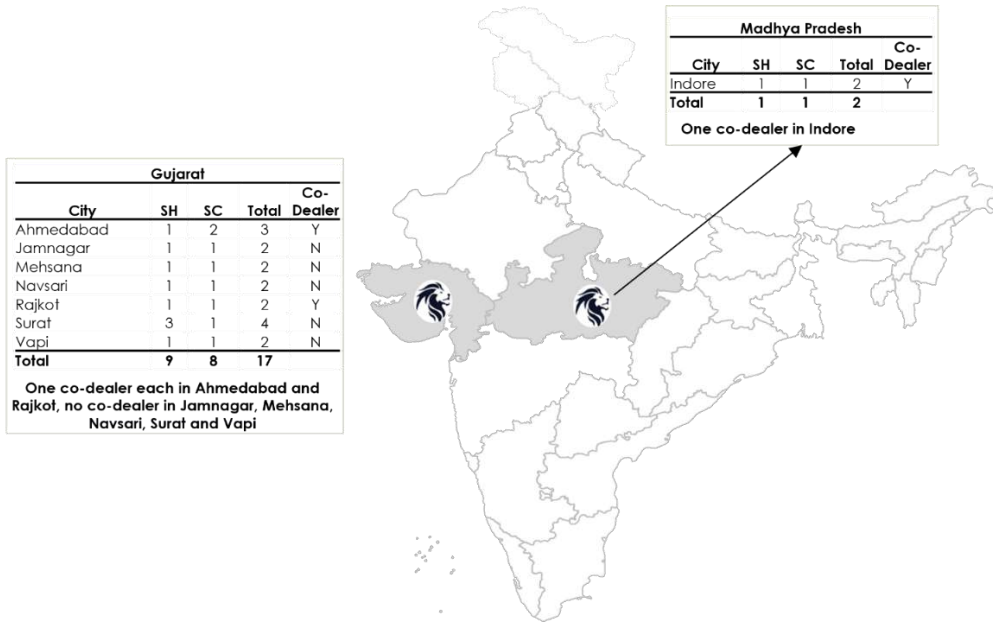 Madhya Pradesh
Co-
City SH SC Total Dealer
Indore 1 1 2 Y
Total 1 1 2
One co-dealer in Indore
Gujarat
Co-
City SH SC Total Dealer
Ahmedabad 1 2 3 Y
Jamnagar 1 1 2 N
Mehsana 1 1 2 N
Navsari 1 1 2 N
Rajkot 1 1 2 Y
Surat 3 1 4 N
Vapi 1 1 2 N
Total 9 8 17
One co-dealer each in Ahmedabad and
Rajkot, no co-dealer in Jamnagar, Mehsana,
Navsari, Surat and Vapi